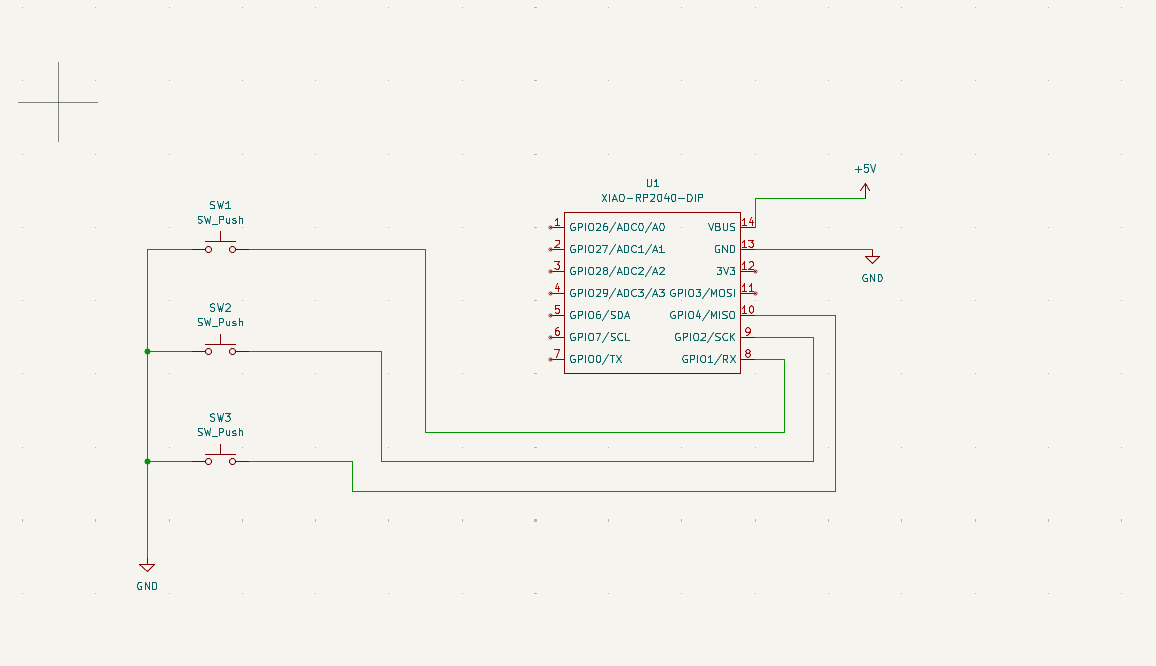 +5V
U1
XIAO-RP2040-DIP
SW1
SW_Push
1 GPIO26/ADC0/A0 VBUS 14
2 GPIO27/ADC1/A1 GND 13
3 GPIO28/ADC2/A2 3V3 12
4 GPIO29/ADC3/A3 GPIO3/MOSI 11
5 GPIO6/SDA GPIO4/MISO 10
6 GPIO7/SCL GPIO2/SCK 9
7 GPIO0/TX GPIO1/RX 8
GND
SW2
SW_Push
SW3
SW_Push
GND